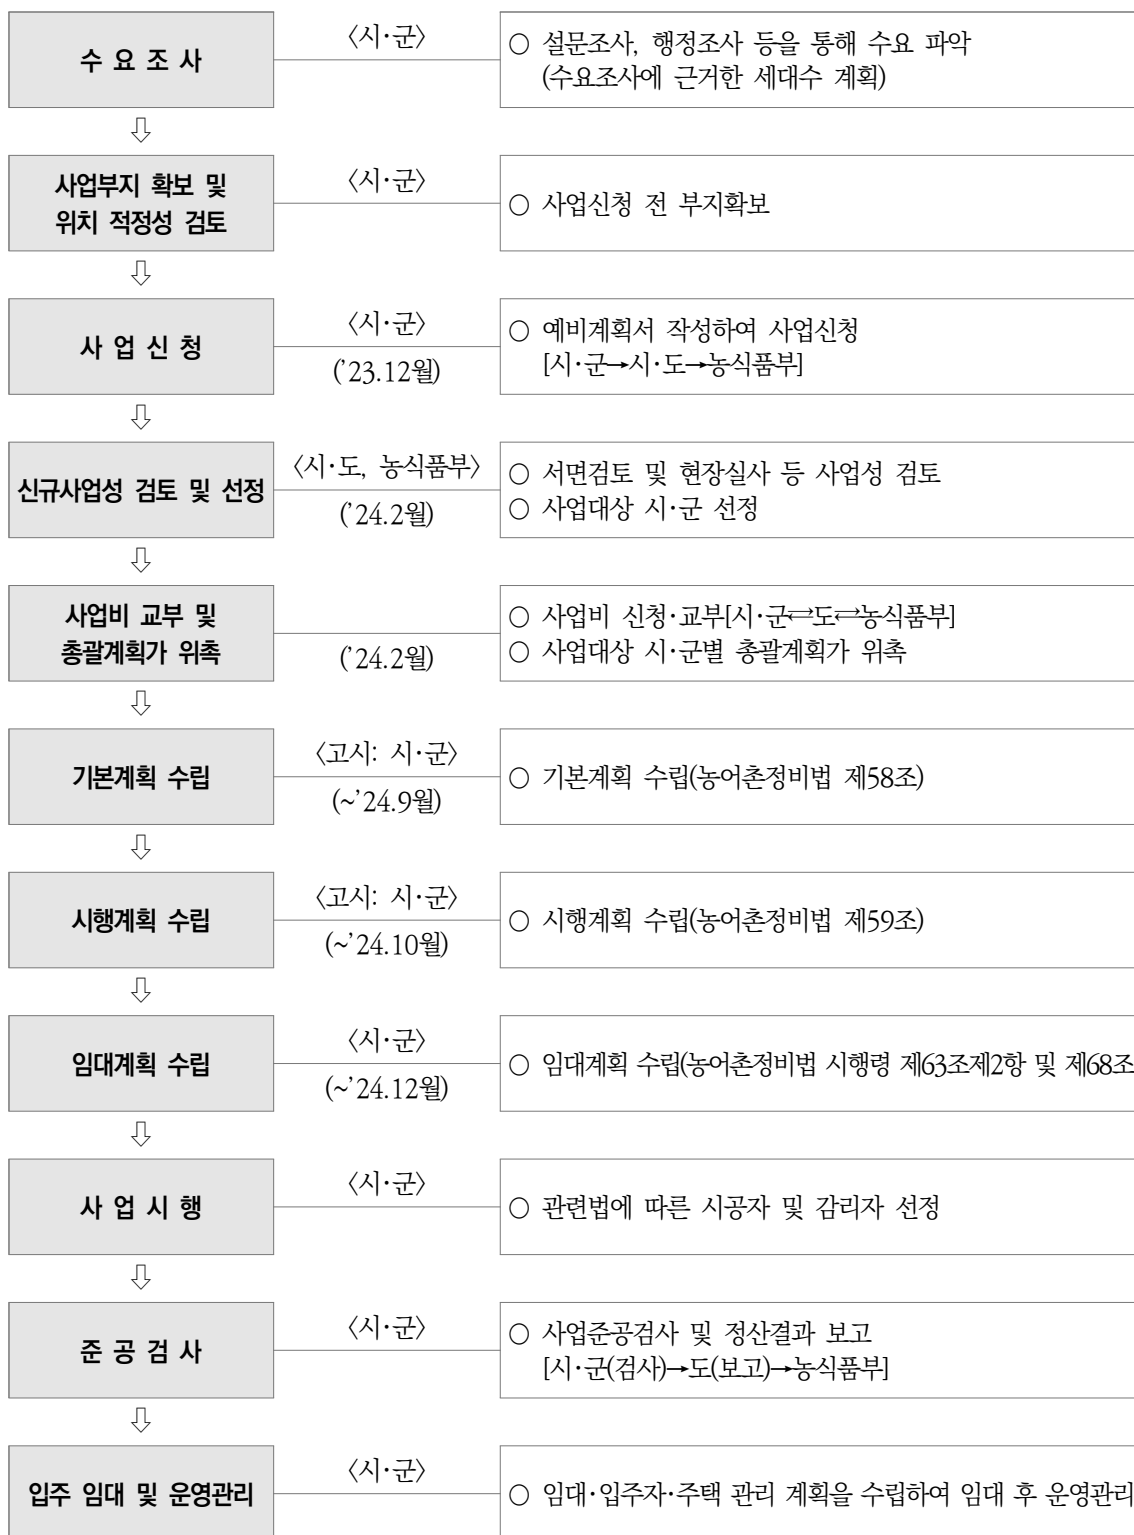 수 요 조 사
〈시·군〉
○ 설문조사, 행정조사 등을 통해 수요 파악
(수요조사에 근거한 세대수 계획)
⇩
사업부지 확보 및
위치 적정성 검토
〈시·군〉
○ 사업신청 전 부지확보
⇩
사 업 신 청
〈시·군〉
(’23.12월)
○ 예비계획서 작성하여 사업신청
[시·군→시·도→농식품부]
⇩
신규사업성 검토 및 선정
〈시·도, 농식품부〉
(’24.2월)
○ 서면검토 및 현장실사 등 사업성 검토
○ 사업대상 시·군 선정
⇩
사업비 교부 및
총괄계획가 위촉
(’24.2월)
○ 사업비 신청·교부[시·군⇄도⇄농식품부]
○ 사업대상 시·군별 총괄계획가 위촉
⇩
기본계획 수립
〈고시: 시·군〉
(~’24.9월)
○ 기본계획 수립(농어촌정비법 제58조)
⇩
시행계획 수립
〈고시: 시·군〉
(~’24.10월)
○ 시행계획 수립(농어촌정비법 제59조)
⇩
임대계획 수립
〈시·군〉
(~’24.12월)
○ 임대계획 수립(농어촌정비법 시행령 제63조제2항 및 제68조
⇩
사 업 시 행
〈시·군〉
○ 관련법에 따른 시공자 및 감리자 선정
⇩
준 공 검 사
〈시·군〉
○ 사업준공검사 및 정산결과 보고
[시·군(검사)→도(보고)→농식품부]
⇩
입주 임대 및 운영관리
〈시·군〉
○ 임대·입주자·주택 관리 계획을 수립하여 임대 후 운영관리